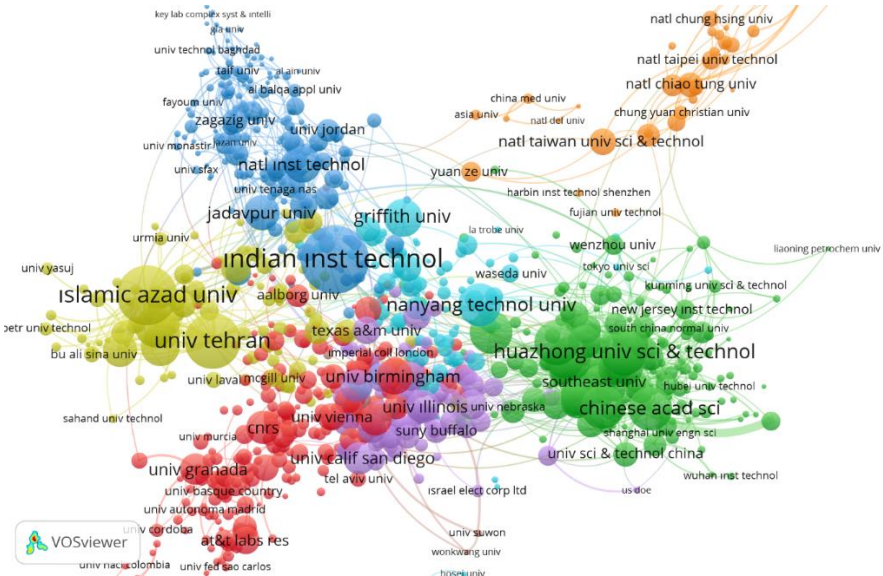 key lab complex syst & intelli
gla univ
univ technol baghdad
taif univ
al ain univ
al balqa appl univ
fayoum univ
zagazig univ
univ jordan
univ monastir
jazan univ
natl inst technol
univ sfax
univ tenaga nas
jadavpur univ
griffith univ
natl chung hsing univ
natl taipei univ technol
natl chiao tung univ
china med univ
chung yuan christian univ
asia univ
natl def univ
natl taiwan univ sci & technol
yuan ze univ
harbin inst technol shenzhen
fujian univ technol
la trobe univ
urmia univ
indian inst technol
wenzhou univ
liaoning petrochem univ
univ yasuj
waseda univ
tokyo univ sci
kunming univ sci & technol
islamic azad univ
aalborg univ
nanyang technol univ
new jersey inst technol
petr univ technol
texas a&m univ
south china normal univ
univ tehran
bu ali sina univ
imperial coll london
huazhong univ sci & technol
univ laval
mcgill univ
univ birmingham
southeast univ
hubei univ technol
sahand univ technol
univ vienna
univ illinois
univ nebraska
chinese acad sci
cnrs
suny buffalo
shanghai univ engn sci
univ murcia
univ calif san diego
univ sci & technol china
univ granada
tel aviv univ
wuhan inst technol
univ basque country
israel elect corp ltd
us doe
univ autonoma madrid
univ cordoba
at&t labs res
univ suwon
VOSviewer
wonkwang univ
univ nacl colombia
univ fed sao carlos
hosei univ